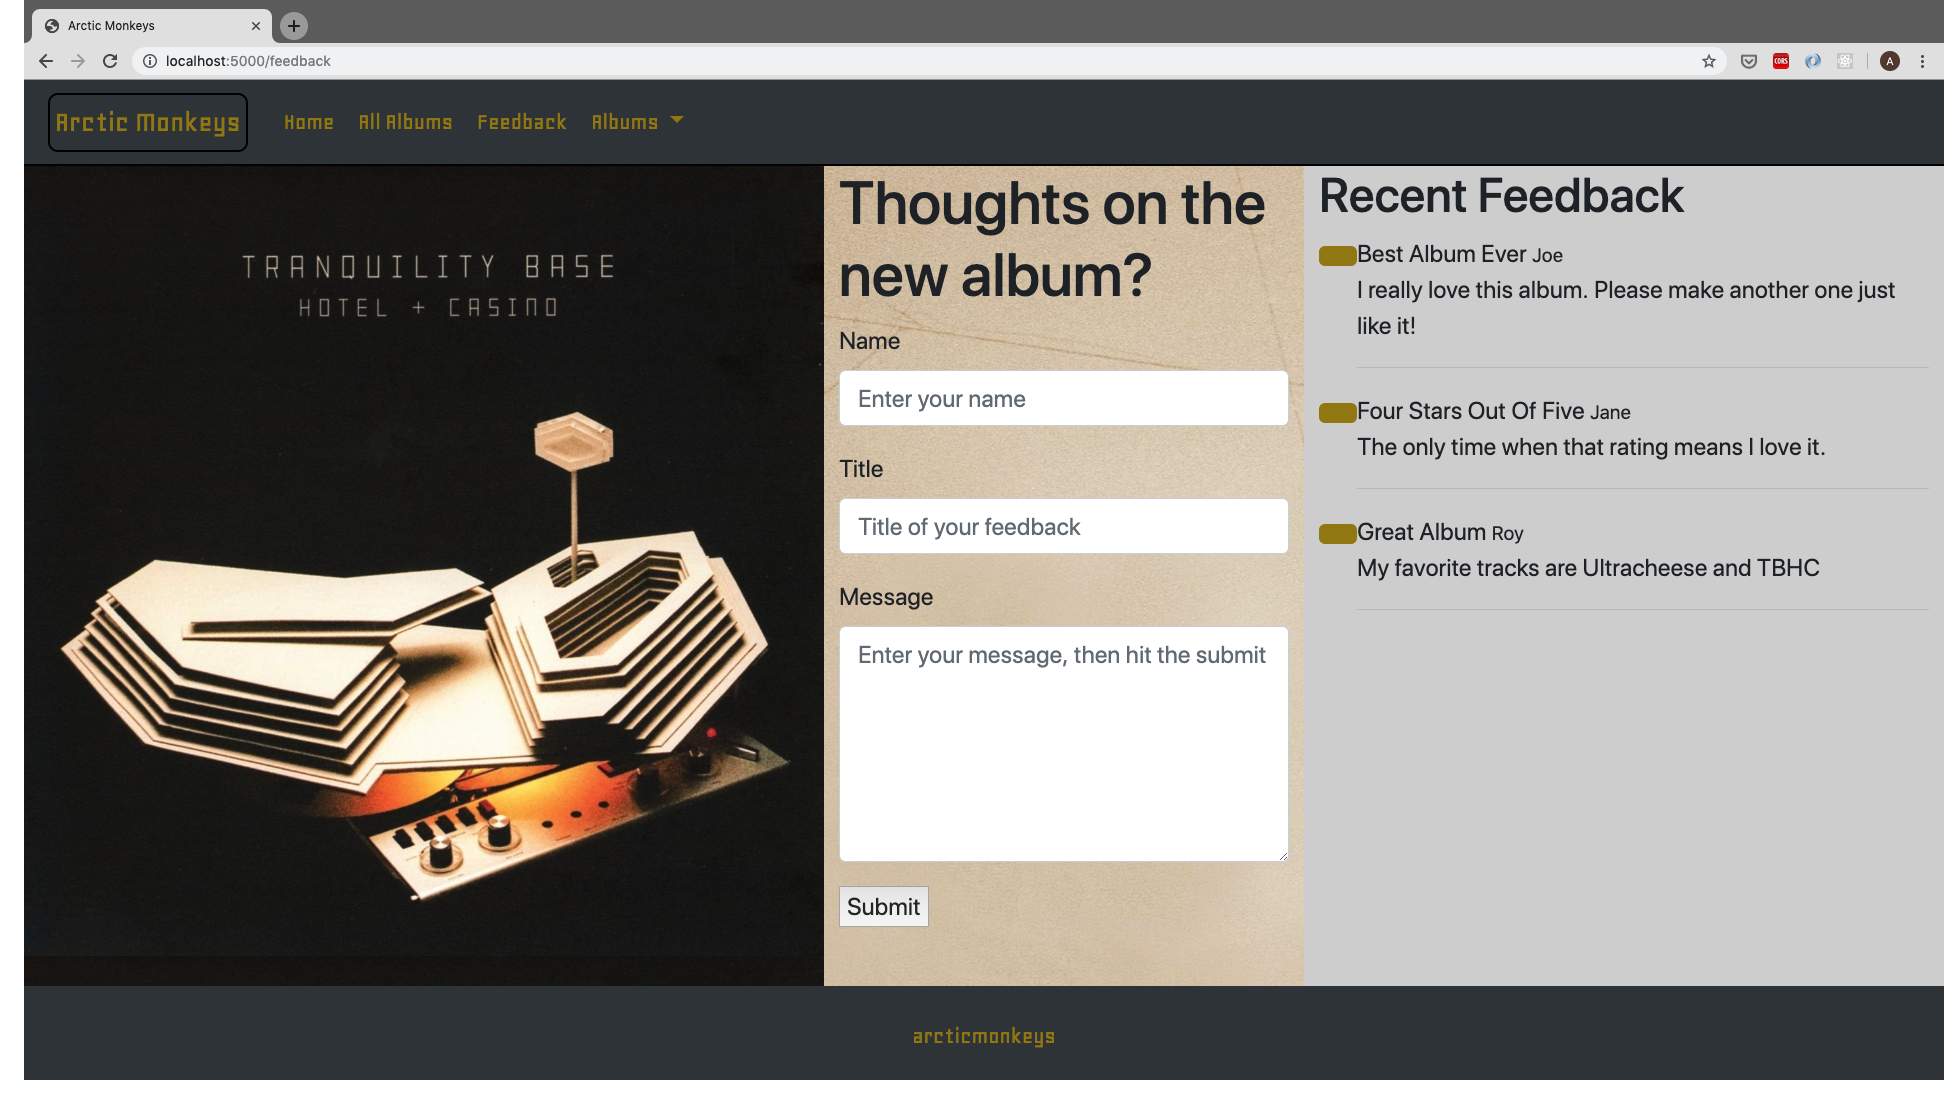 Arctic Monkeys
localhost:5000/feedback
CORS
A
Arctic Monkeys Home All Albums Feedback Albums
TRANQUILITY BASE
HOTEL + CASINO
Thoughts on the
new album?
Name
Enter your name
Title
Title of your feedback
Message
Enter your message, then hit the submit
Submit
Recent Feedback
Best Album Ever Joe
I really love this album. Please make another one just
like it!
Four Stars Out Of Five Jane
The only time when that rating means I love it.
Great Album Roy
My favorite tracks are Ultracheese and TBHC
arcticmonkeys